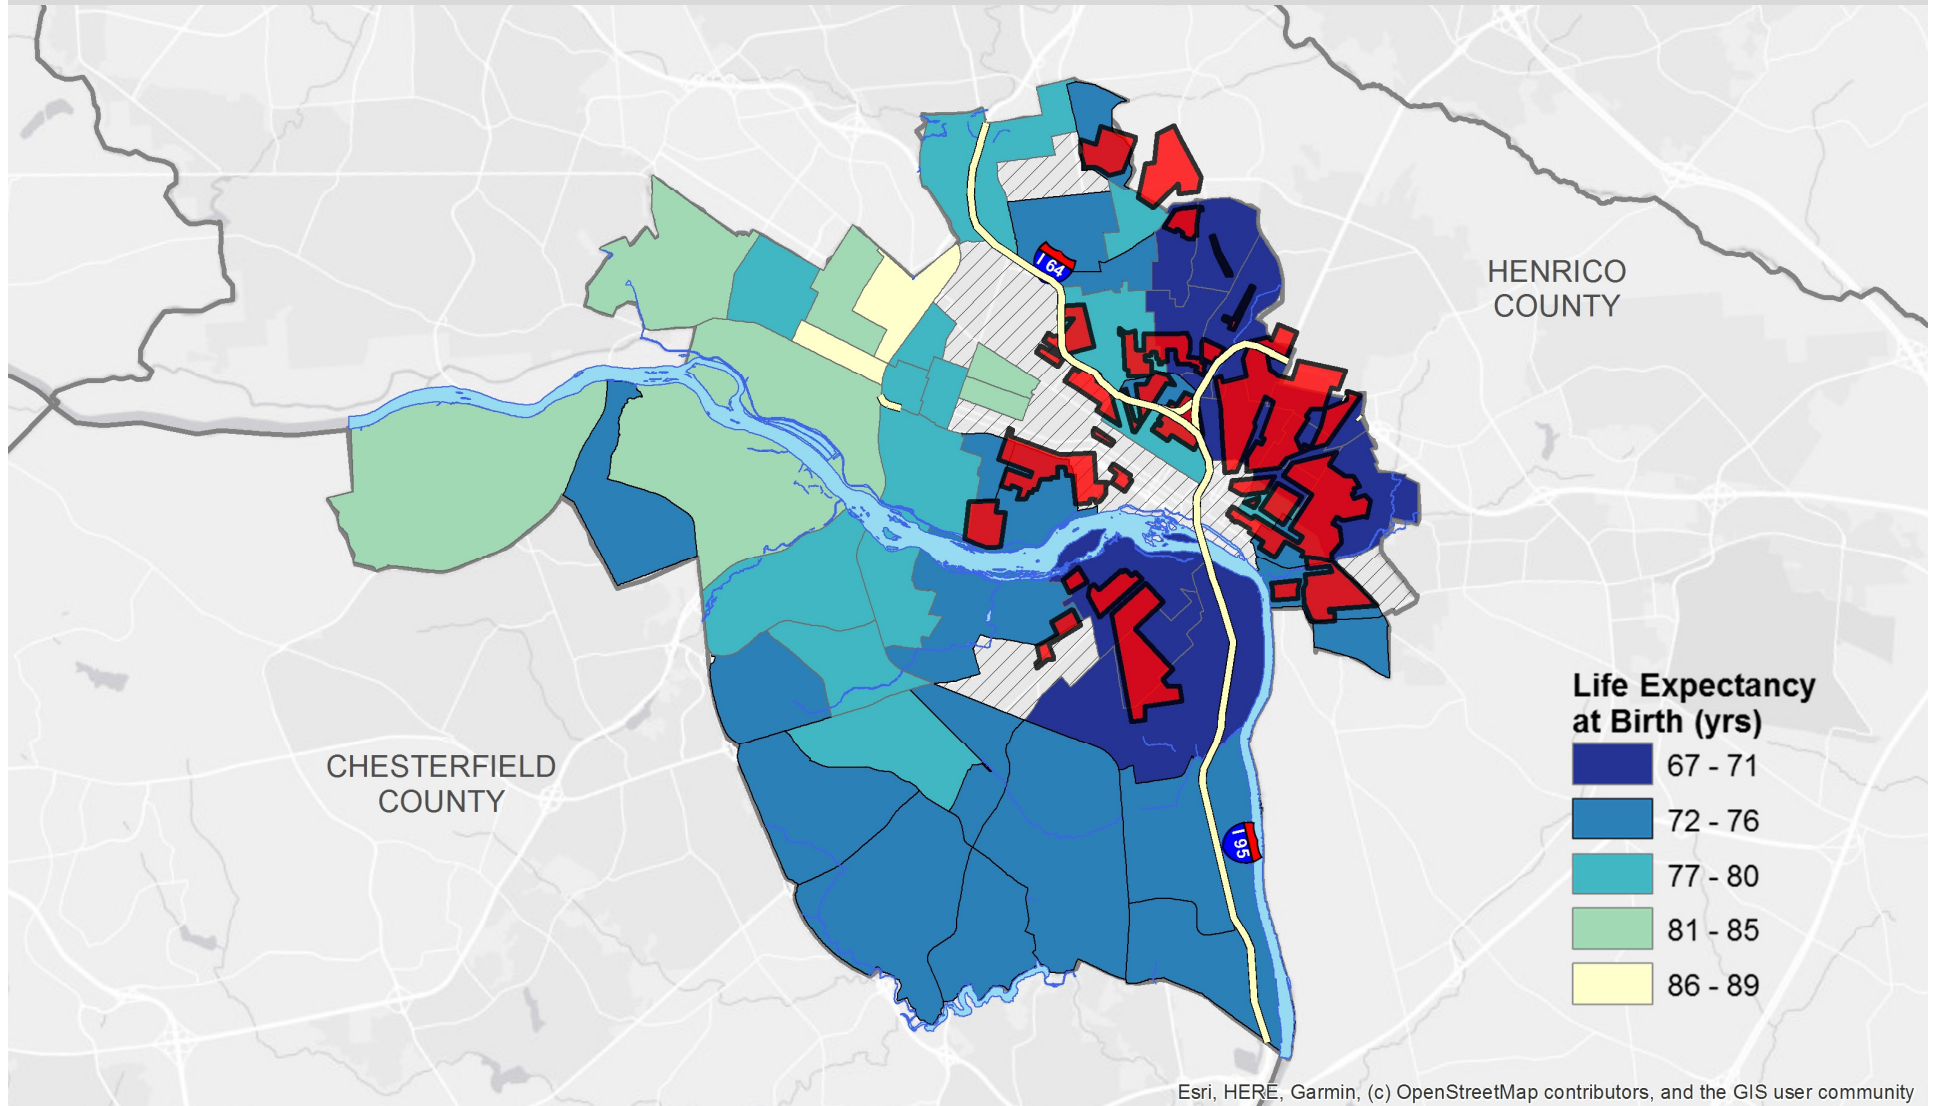 I 64
HENRICO
COUNTY
CHESTERFIELD
COUNTY
I 95
Life Expectancy
at Birth (yrs)
67 - 71
72 - 76
77 - 80
81 - 85
86 - 89
Esri, HERE, Garmin, (c) OpenStreetMap contributors, and the GIS user community